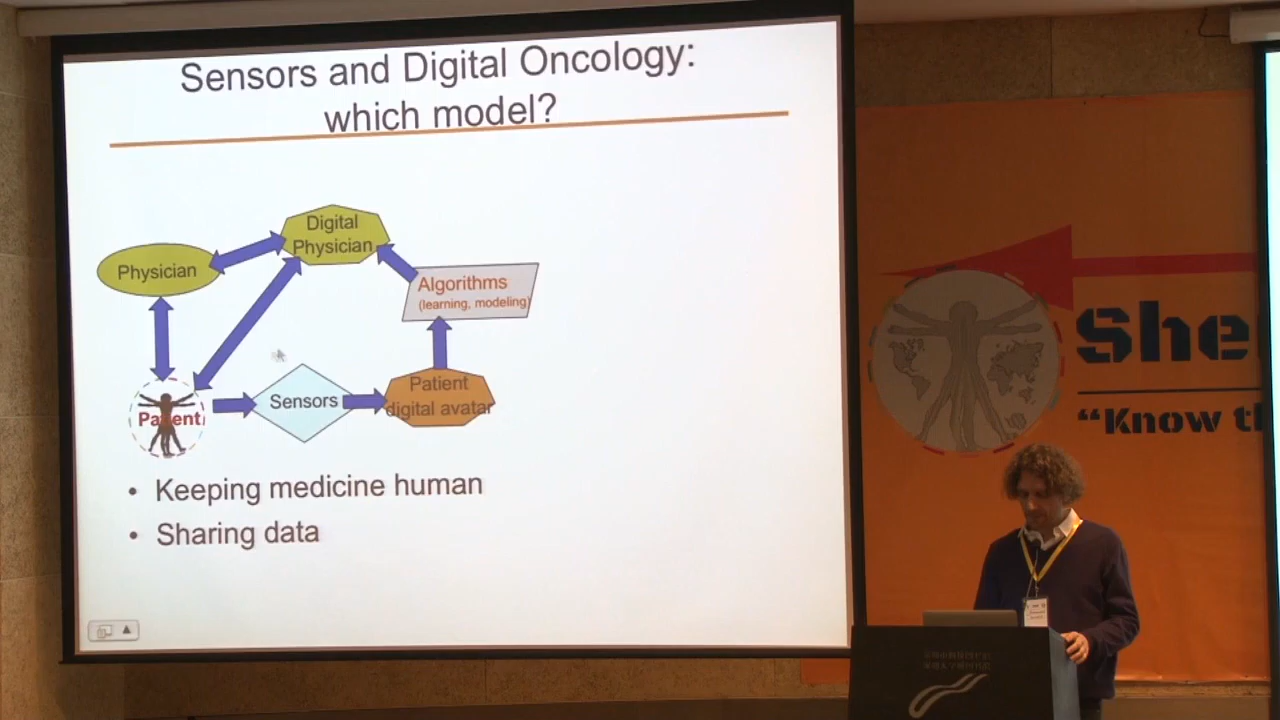 Sensors and Digital Oncology:
which model?
Digital
Physician
Physician
Algorithms
(learning, modeling)
Patient
digital avatar
Sensors
Patient
• Keeping medicine human
• Sharing data
She
“Know th